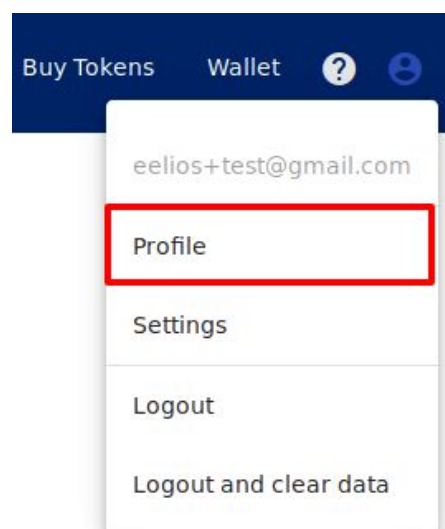 Buy Tokens Wallet ?
eelios+test@gmail.com
Profile
Settings
Logout
Logout and clear data